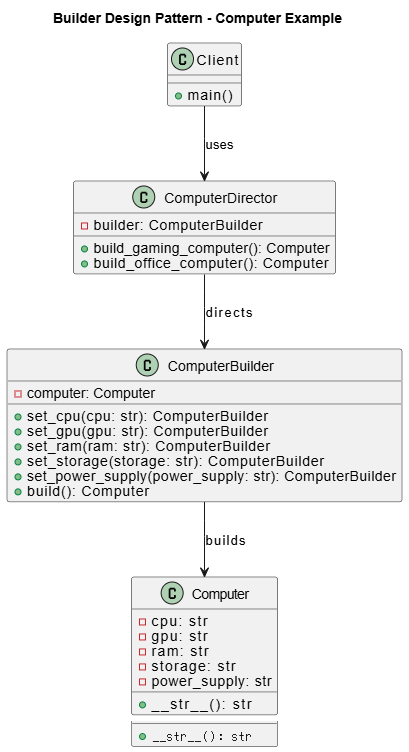 Builder Design Pattern - Computer Example
C Client
main()
uses
C ComputerDirector
builder: ComputerBuilder
build_gaming_computer(): Computer
build_office_computer(): Computer
directs
C ComputerBuilder
computer: Computer
set_cpu(cpu: str): ComputerBuilder
set_gpu(gpu: str): ComputerBuilder
set_ram(ram: str): ComputerBuilder
set_storage(storage: str): ComputerBuilder
set_power_supply(power_supply: str): ComputerBuilder
build(): Computer
builds
C Computer
cpu: str
gpu: str
ram: str
storage: str
power_supply: str
__str__(): str
__str__(): str